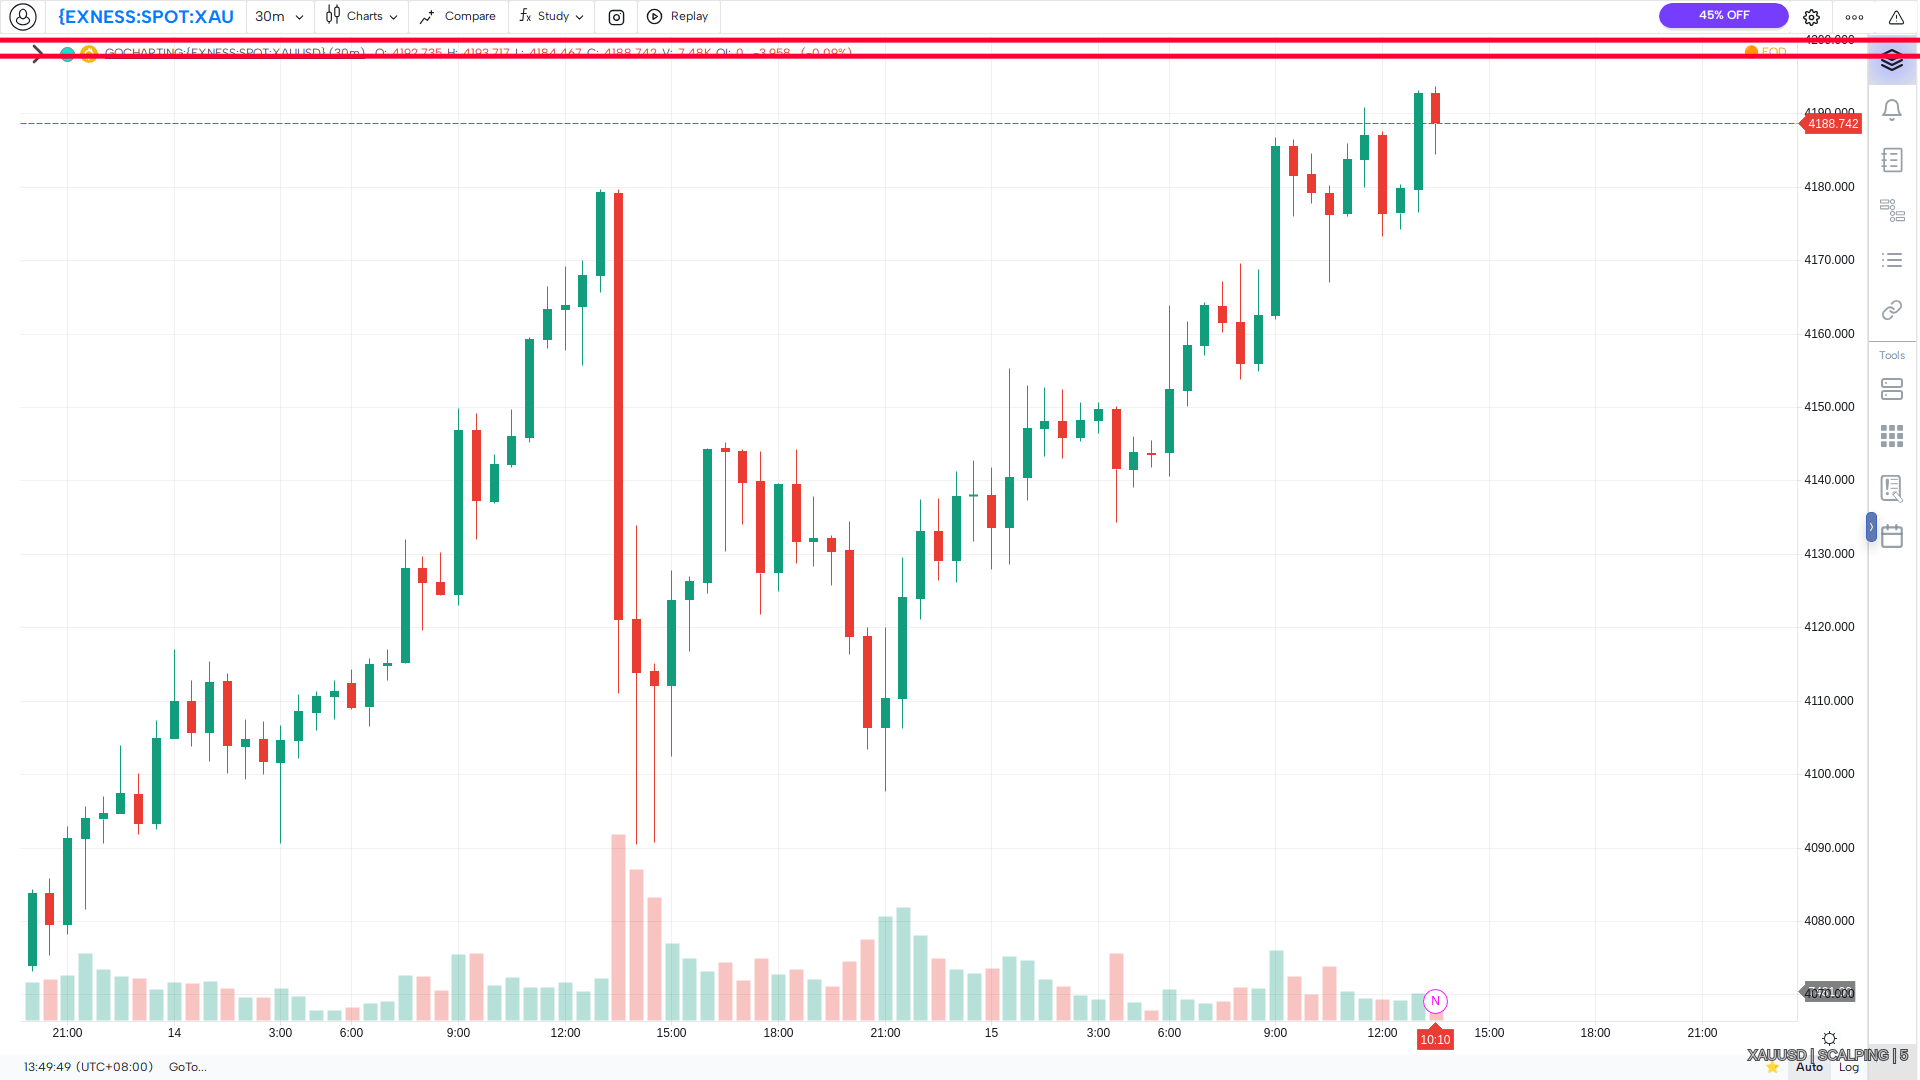 {EXNESS:SPOT:XAU 30m Charts Compare Study Replay 45% OFF
GOCHARTING:{EXNESS:SPOT:XAUUSD} (30m) O: 4192.735 H: 4193.717 L: 4184.467 C: 4188.742 V: 7.48K OI: 0 -3.958 (-0.09%) EOD
4200.000
4190.000
4188.742
4180.000
4170.000
4160.000
Tools
4150.000
4140.000
4130.000
4120.000
4110.000
4100.000
4090.000
4080.000
4070.000
N
21:00 14 3:00 6:00 9:00 12:00 15:00 18:00 21:00 15 3:00 6:00 9:00 12:00 15:00 18:00 21:00
10:10
XAUUSD | SCALPING | 5
13:49:49 (UTC+08:00) GoTo... Auto Log